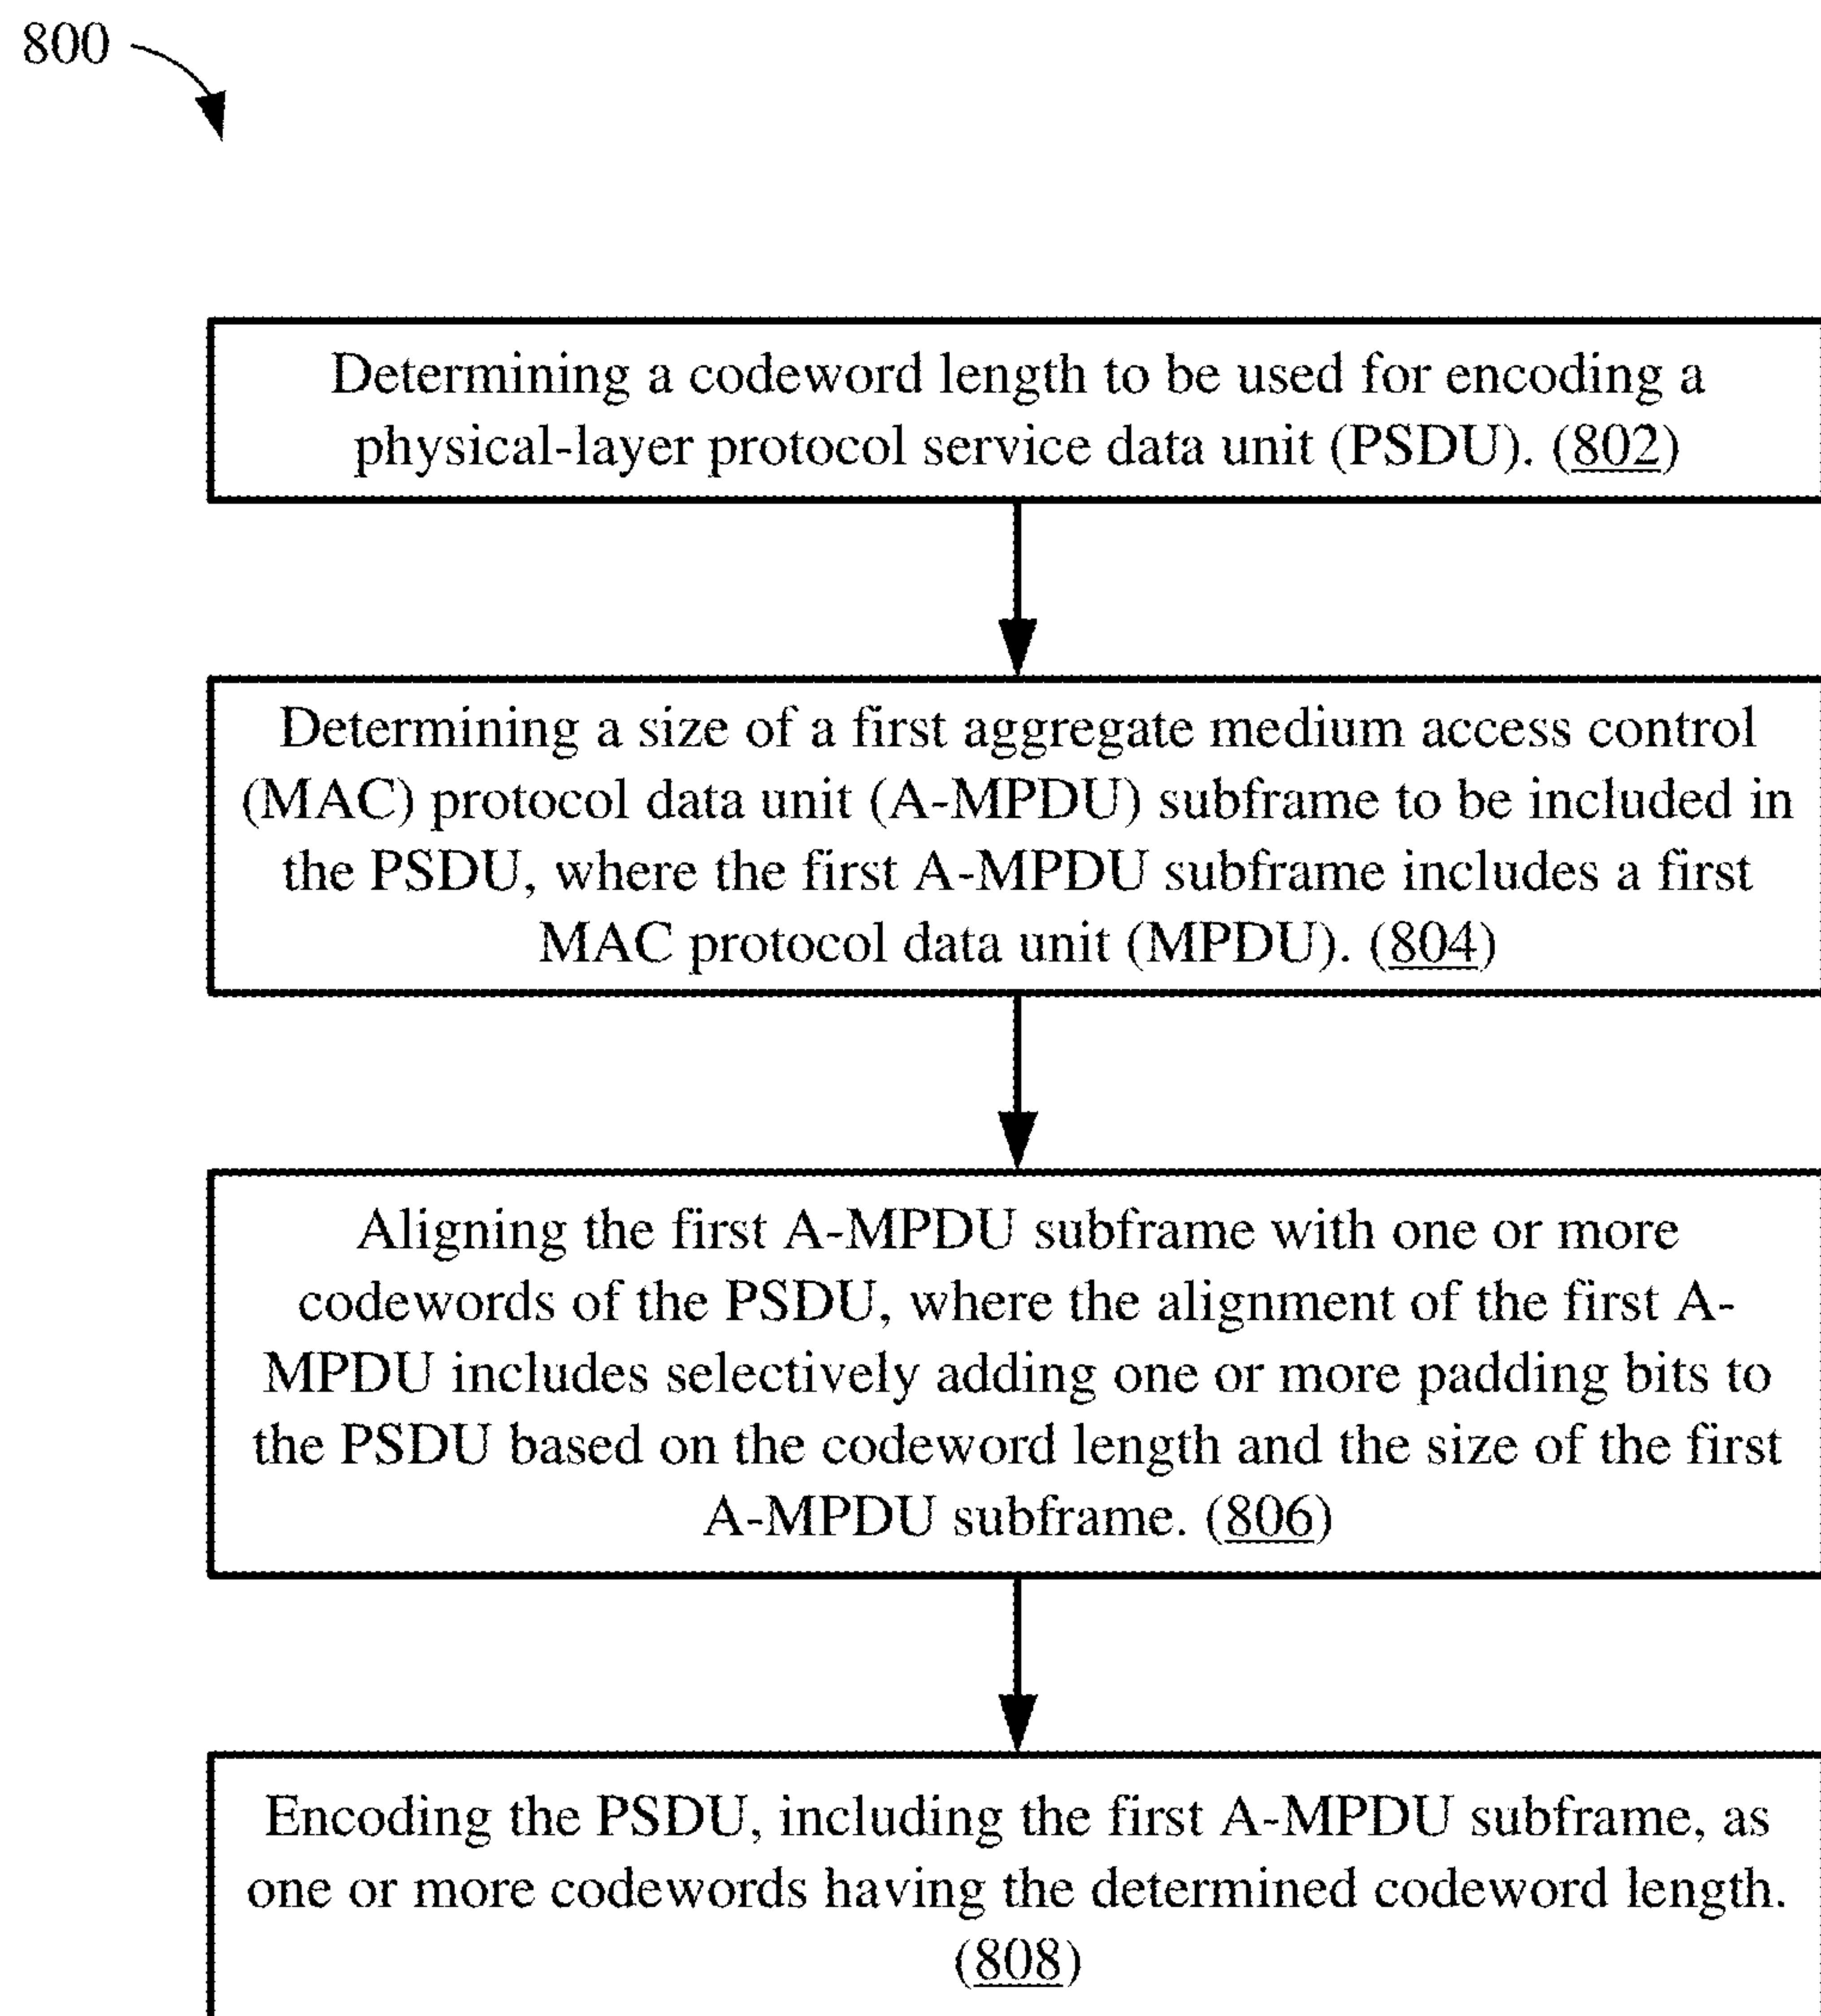 800
Determining a codeword length to be used for encoding a
physical-layer protocol service data unit (PSDU). (802)
Determining a size of a first aggregate medium access control
(MAC) protocol data unit (A-MPDU) subframe to be included in
the PSDU, where the first A-MPDU subframe includes a first
MAC protocol data unit (MPDU). (804)
Aligning the first A-MPDU subframe with one or more
codewords of the PSDU, where the alignment of the first A-
MPDU includes selectively adding one or more padding bits to
the PSDU based on the codeword length and the size of the first
A-MPDU subframe. (806)
Encoding the PSDU, including the first A-MPDU subframe, as
one or more codewords having the determined codeword length.
(808)